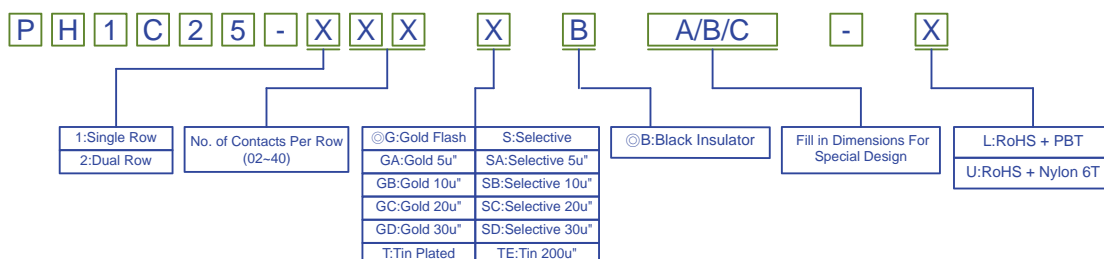 P H 1 C 2 5 - X X X X B A/B/C - X
1:Single Row
2:Dual Row
No. of Contacts Per Row
(02~40)
◎G:Gold Flash S:Selective
GA:Gold 5u" SA:Selective 5u"
GB:Gold 10u" SB:Selective 10u"
GC:Gold 20u" SC:Selective 20u"
GD:Gold 30u" SD:Selective 30u"
T:Tin Plated TE:Tin 200u"
◎B:Black Insulator
Fill in Dimensions For
Special Design
L:RoHS + PBT
U:RoHS + Nylon 6T